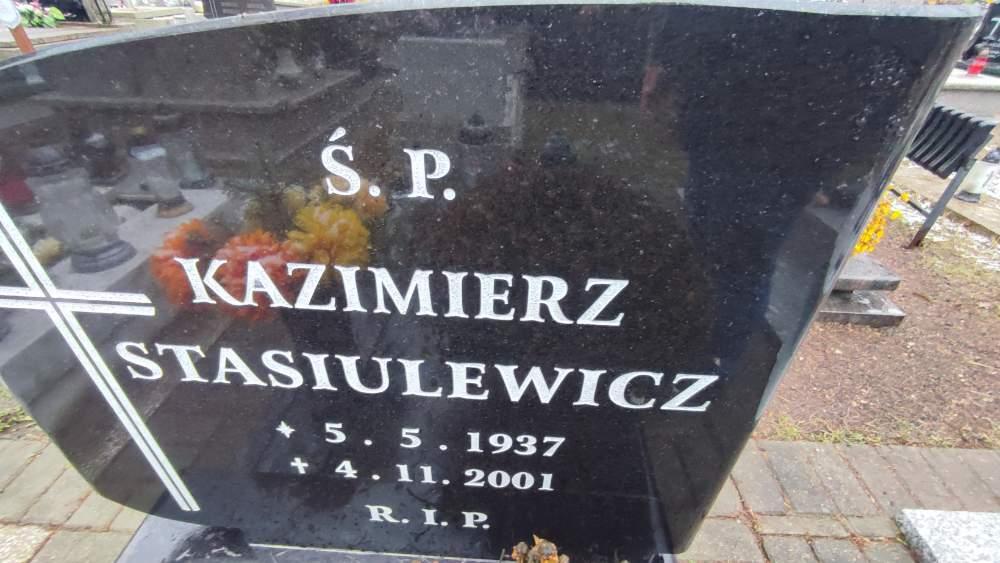 Ś. P.
KAZIMIERZ
STASIULEWICZ
* 5. 5. 1937
† 4. 11. 2001
R. I. P.